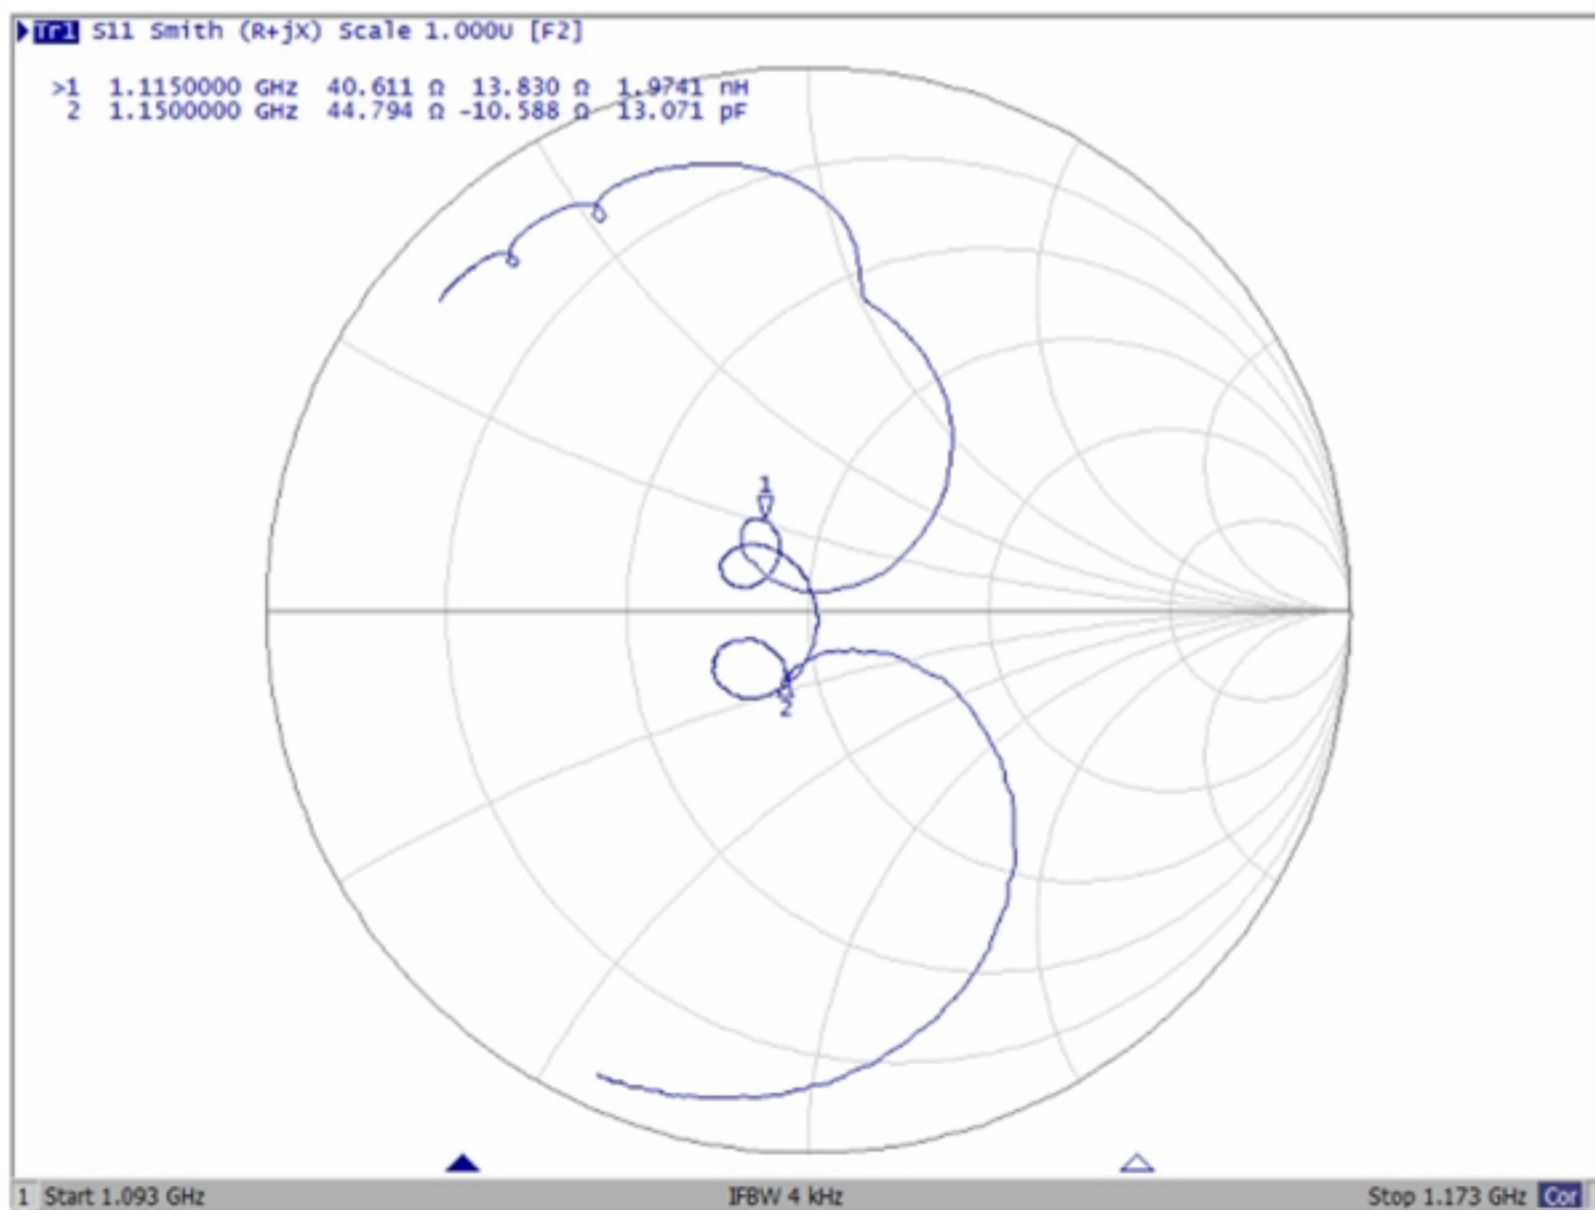 Tr1 S11 Smith (R+jX) Scale 1.000U [F2]
>1 1.1150000 GHz 40.611 Ω 13.830 Ω 1.9741 nH
2 1.1500000 GHz 44.794 Ω -10.588 Ω 13.071 pF
1
2
1 Start 1.093 GHz IFBW 4 kHz Stop 1.173 GHz Cor